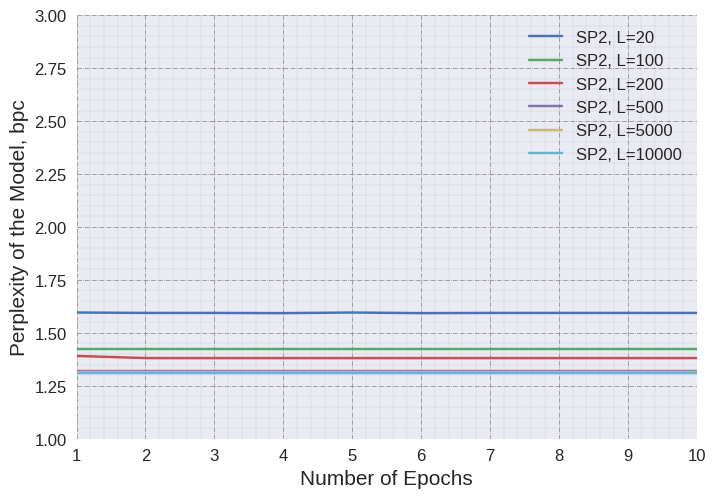 3.00
2.75
2.50
2.25
2.00
1.75
1.50
1.25
1.00
Perplexity of the Model, bpc
SP2, L=20
SP2, L=100
SP2, L=200
SP2, L=500
SP2, L=5000
SP2, L=10000
1 2 3 4 5 6 7 8 9 10
Number of Epochs